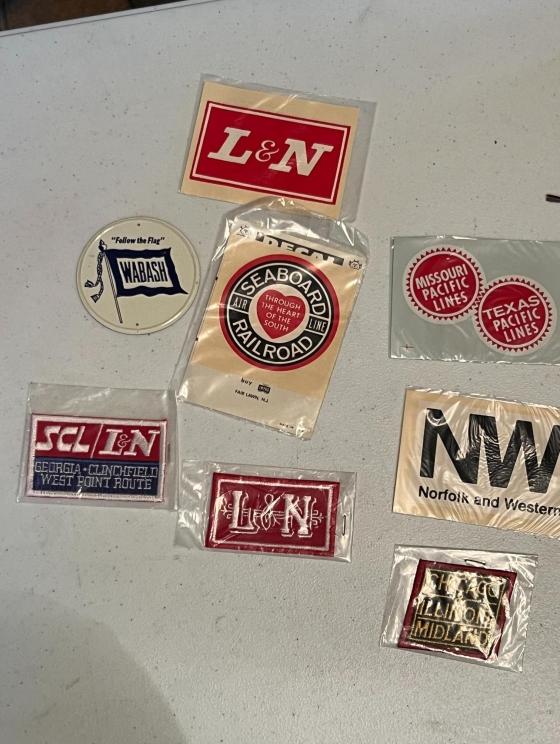 L&N
"Follow the Flag"
WABASH
DECAL
SEABOARD
AIR LINE
RAILROAD
THROUGH
THE HEART
OF THE
SOUTH
buy
FAIR LAWN, N.J.
MISSOURI
PACIFIC
LINES
TEXAS
PACIFIC
LINES
SCL/L&N
GEORGIA • CLINCHFIELD
WEST POINT ROUTE
L&N
NW
Norfolk and Western
CHICAGO
ILLINOIS
MIDLAND